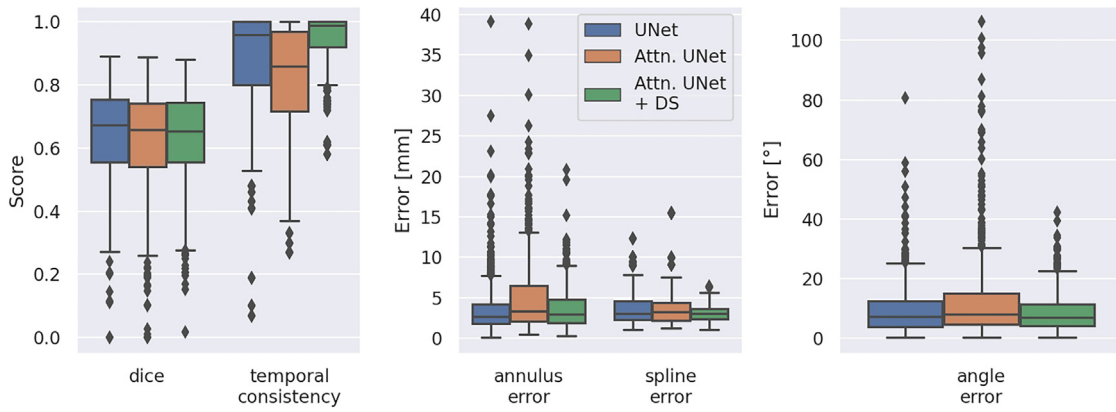 Score
1.0
0.8
0.6
0.4
0.2
0.0
dice
temporal
consistency
Error [mm]
40
35
30
25
20
15
10
5
0
UNet
Attn. UNet
Attn. UNet
+ DS
annulus
error
spline
error
Error [°]
100
80
60
40
20
0
angle
error